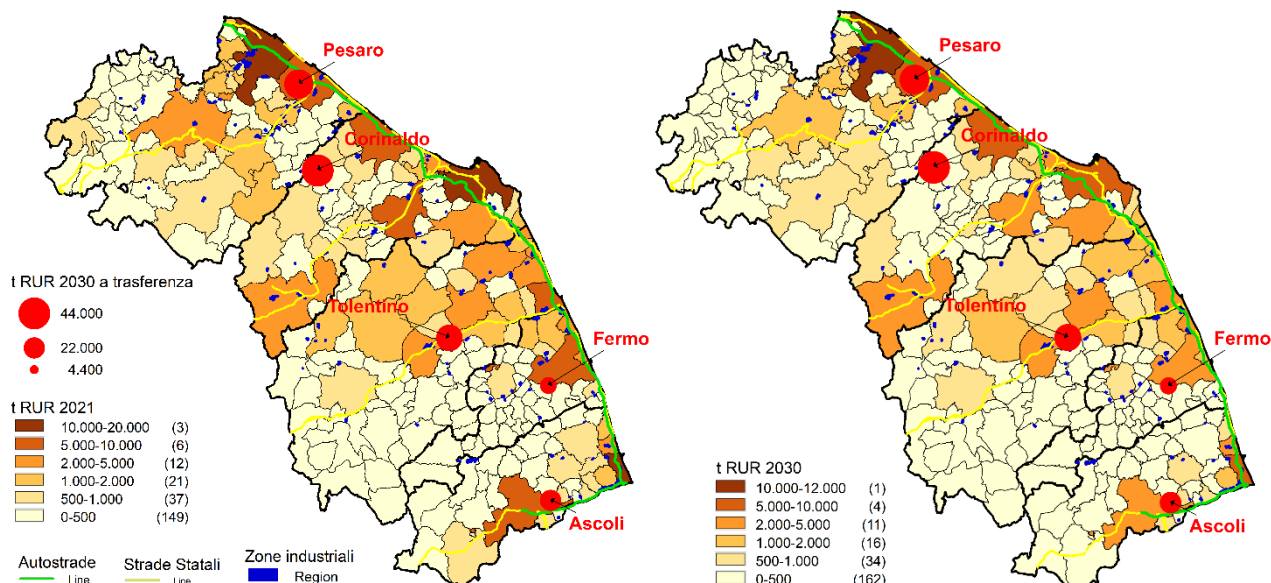 Pesaro
Corinaldo
Tolentino
Fermo
Ascoli
t RUR 2030 a trasferenza
44.000
22.000
4.400
t RUR 2021
10.000-20.000 (3)
5.000-10.000 (6)
2.000-5.000 (12)
1.000-2.000 (21)
500-1.000 (37)
0-500 (149)
Autostrade
Line
Strade Statali
Line
Zone industriali
Region
Pesaro
Corinaldo
Tolentino
Fermo
Ascoli
t RUR 2030
10.000-12.000 (1)
5.000-10.000 (4)
2.000-5.000 (11)
1.000-2.000 (16)
500-1.000 (34)
0-500 (162)